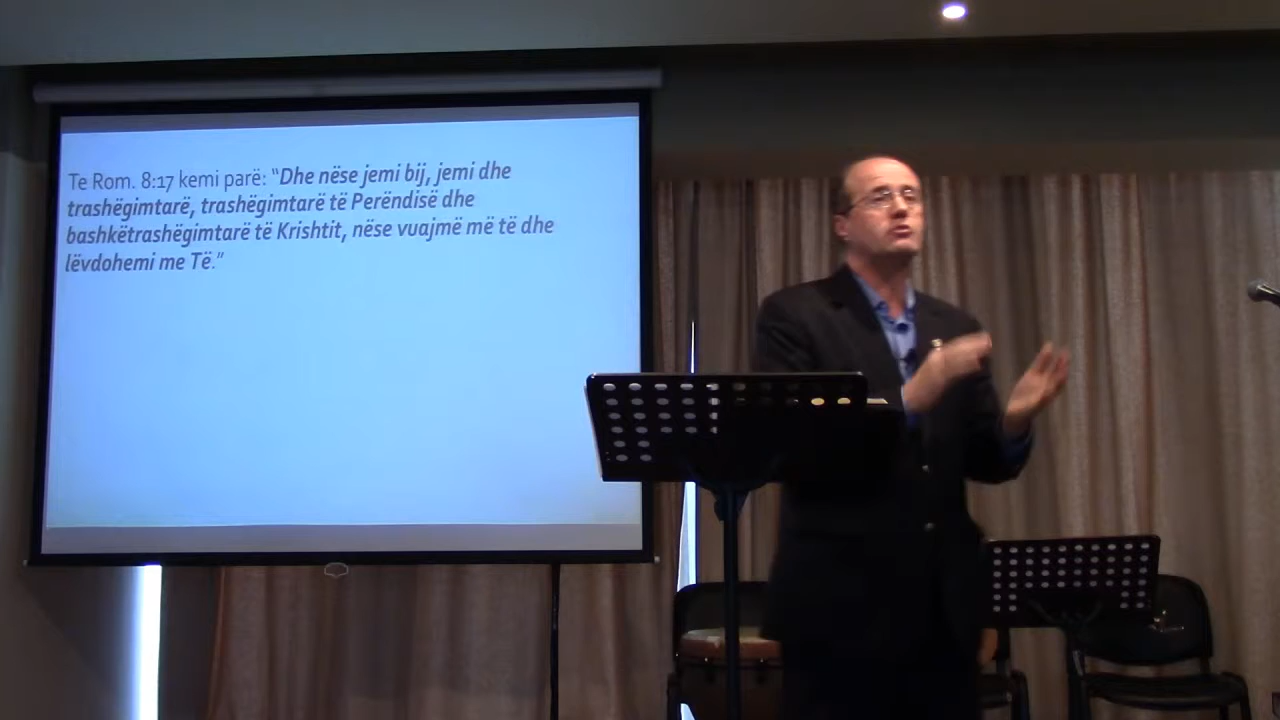 Te Rom. 8:17 kemi parë: “Dhe nëse jemi bij, jemi dhe
trashëgimtarë, trashëgimtarë të Perëndisë dhe
bashkëtrashëgimtarë të Krishtit, nëse vuajmë më të dhe
lëvdohemi me Të.”